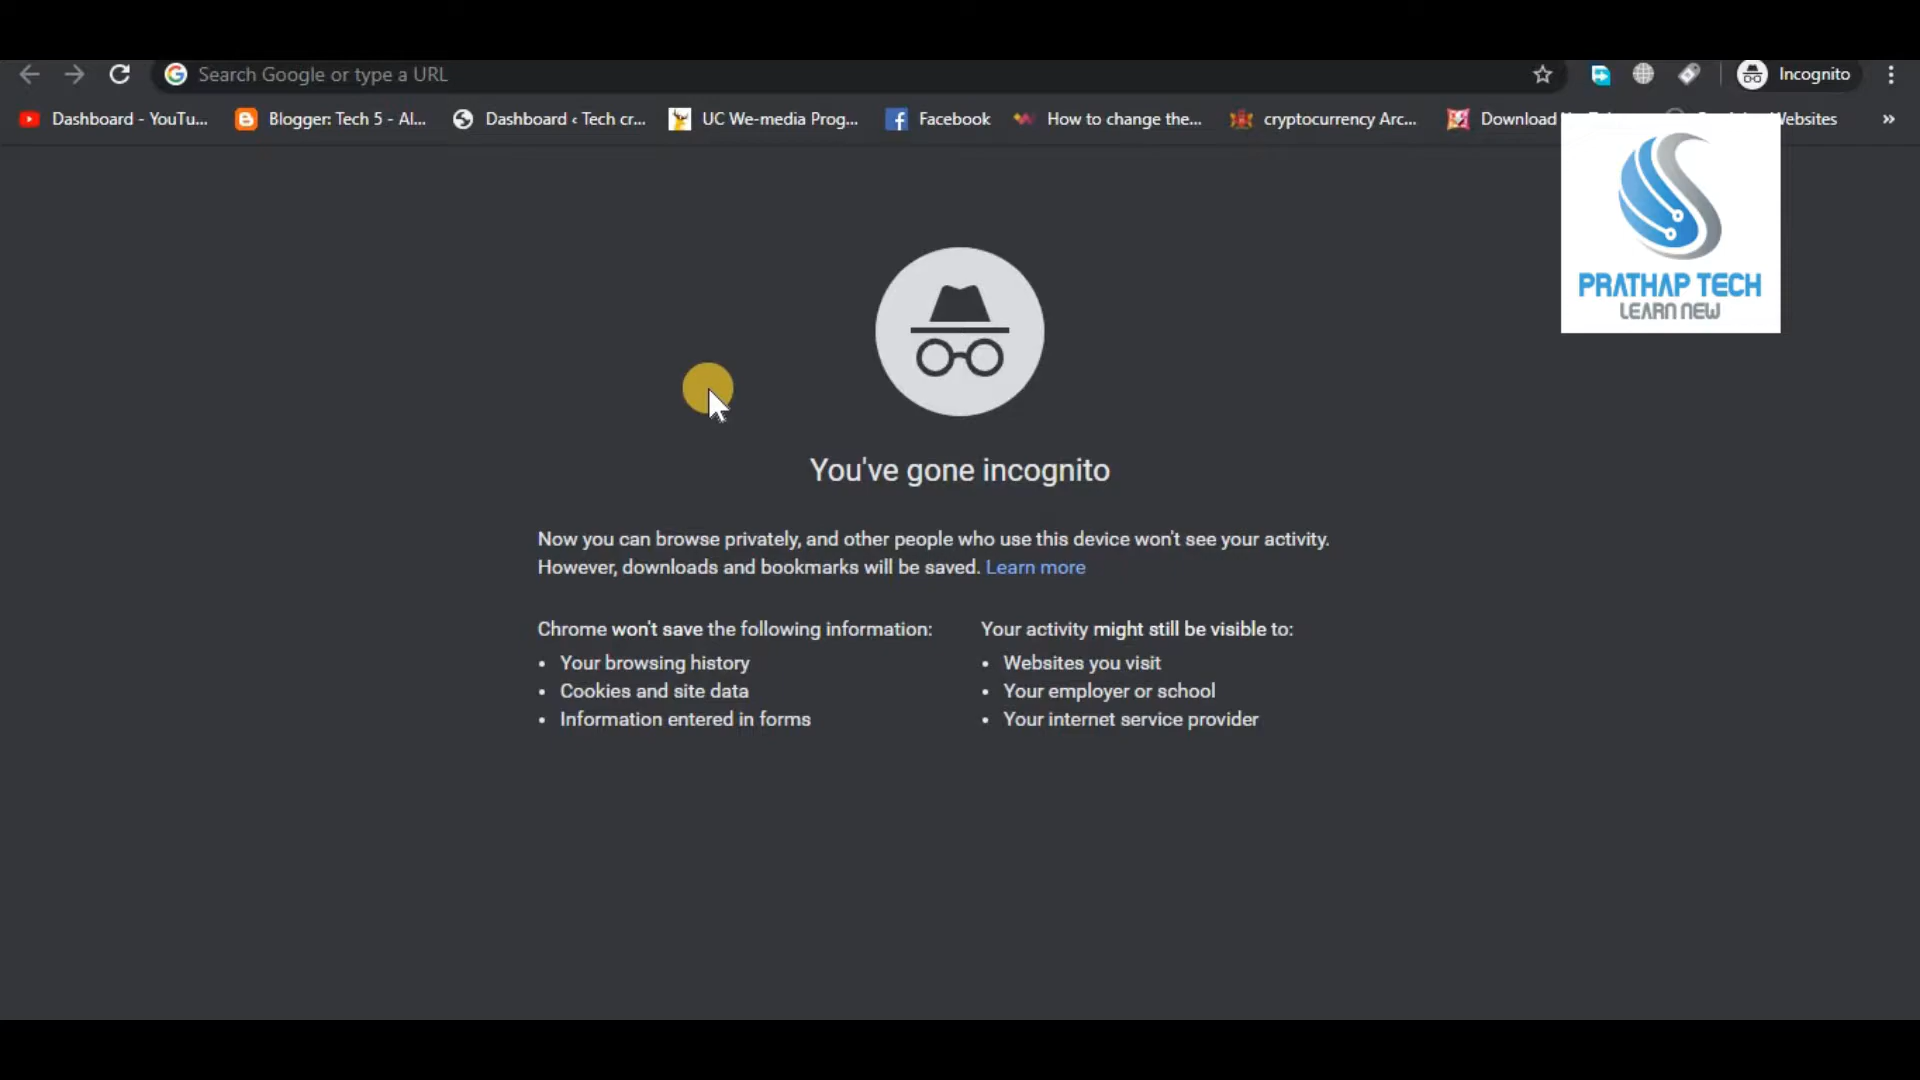 Search Google or type a URL
Incognito
Dashboard - YouTu...
Blogger: Tech 5 - Al...
Dashboard ‹ Tech cr...
UC We-media Prog...
Facebook
How to change the...
cryptocurrency Arc...
Download
Websites
»
PRATHAP TECH
LEARN NEW
You've gone incognito
Now you can browse privately, and other people who use this device won't see your activity.
However, downloads and bookmarks will be saved. Learn more
Chrome won't save the following information:
• Your browsing history
• Cookies and site data
• Information entered in forms
Your activity might still be visible to:
• Websites you visit
• Your employer or school
• Your internet service provider